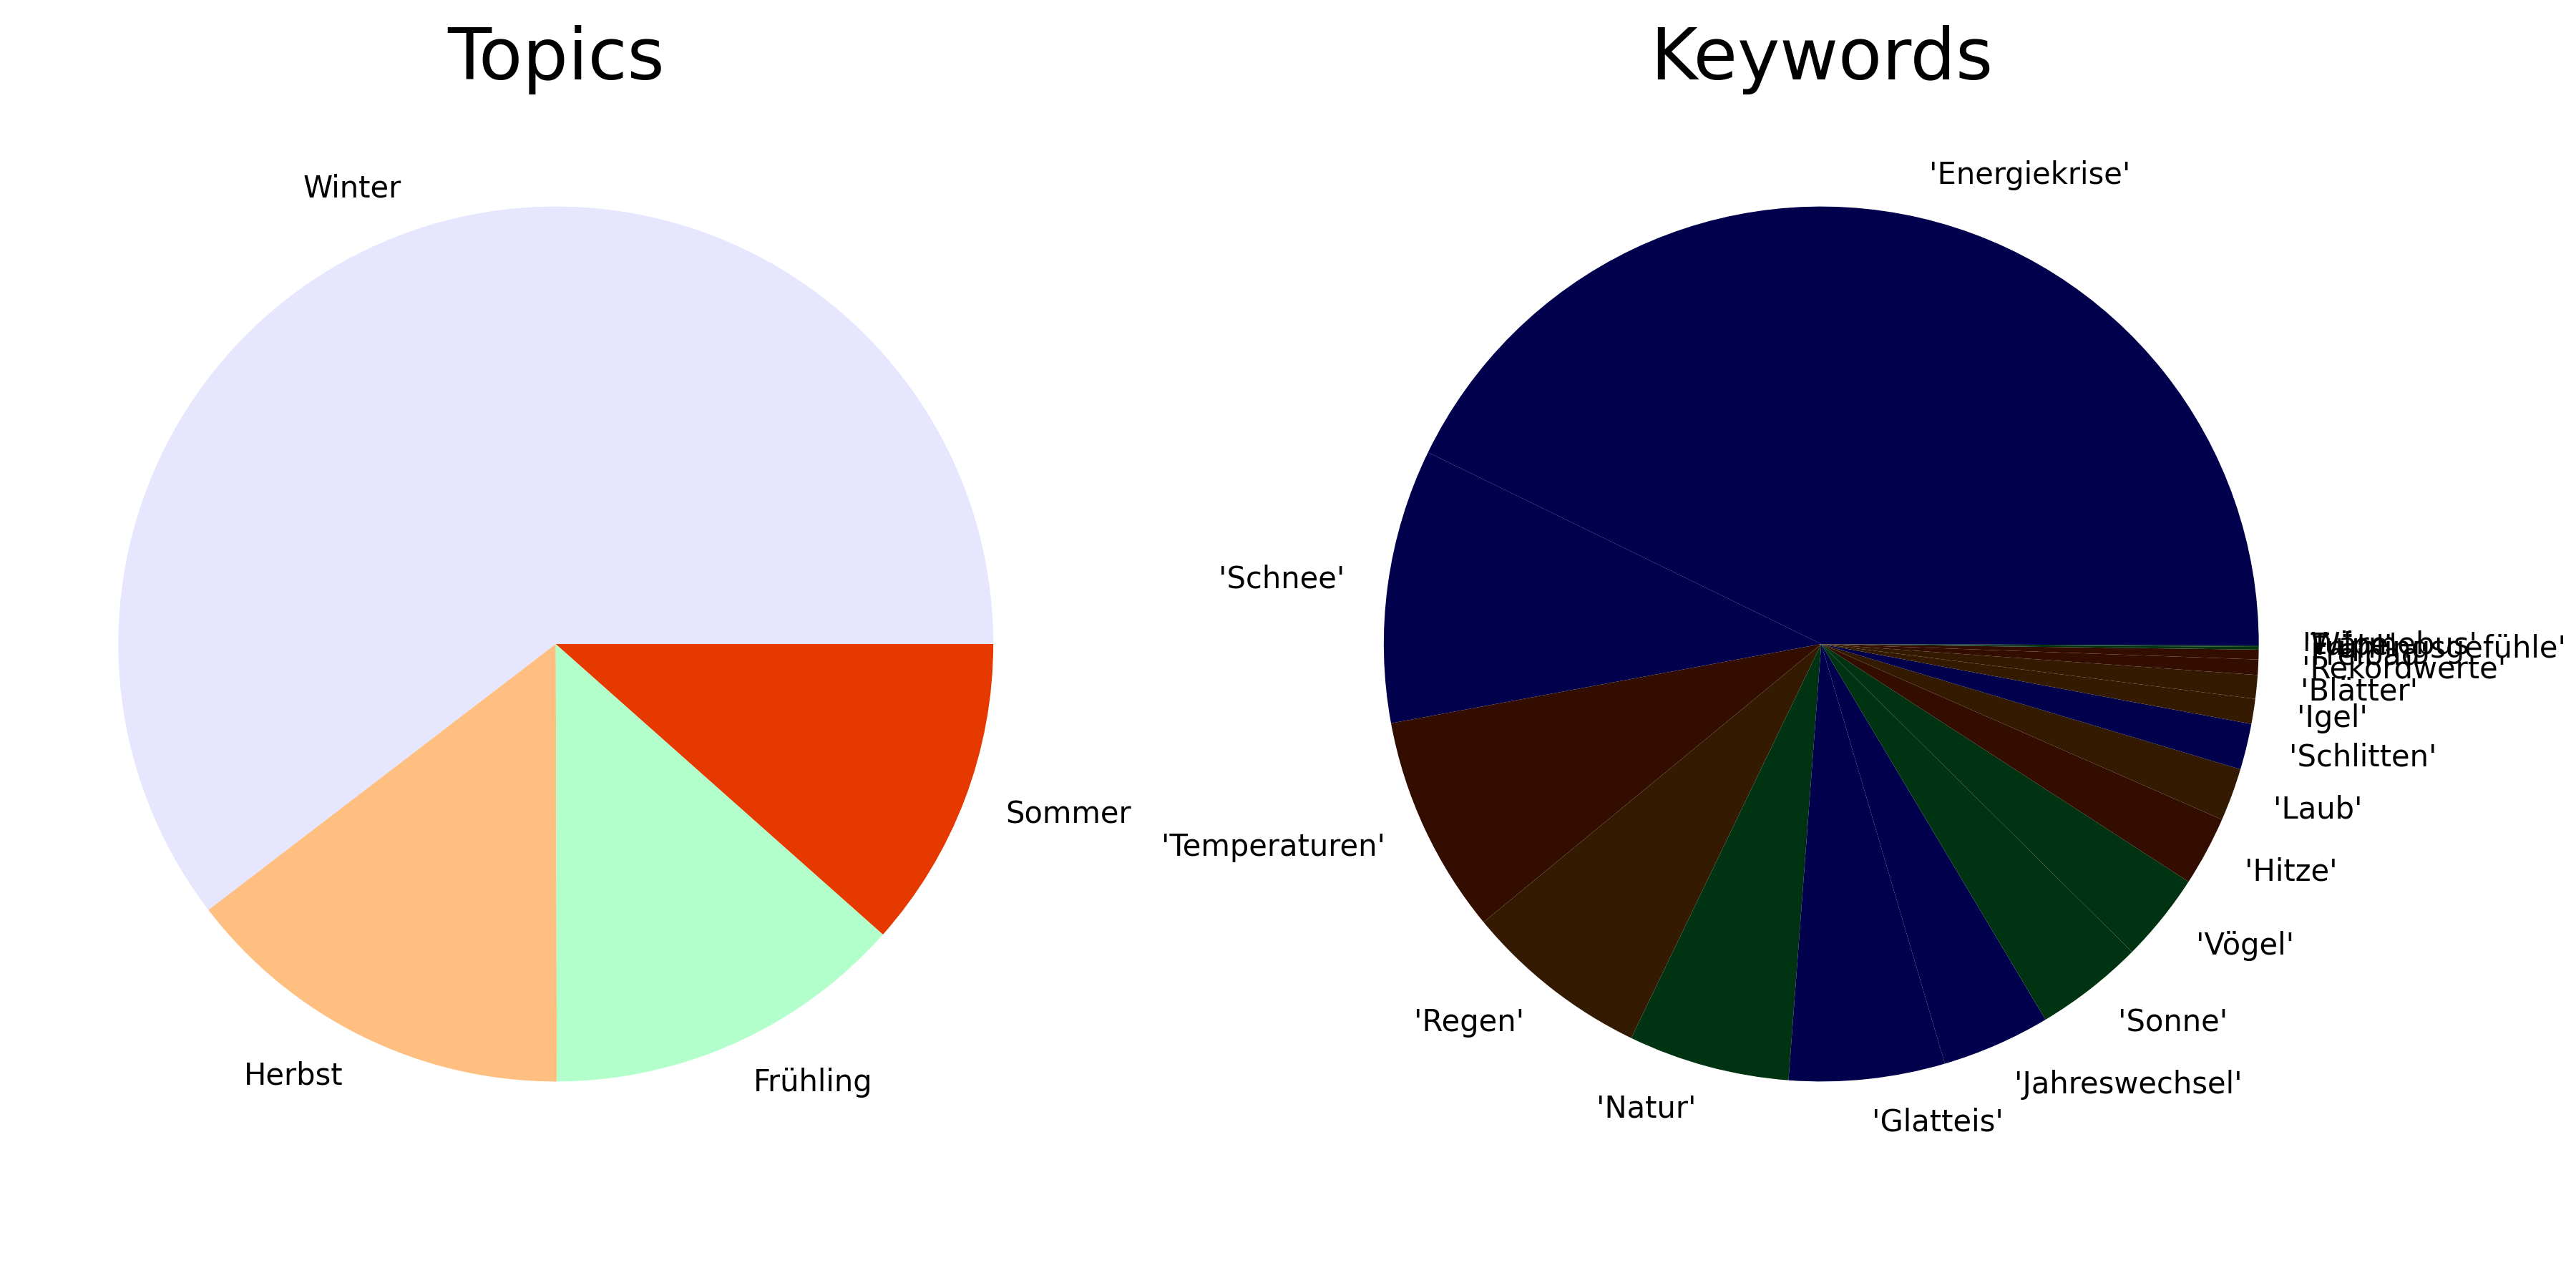 Topics
Winter
Herbst
Frühling
Sommer
Keywords
'Energiekrise'
'Schnee'
'Temperaturen'
'Regen'
'Natur'
'Glatteis'
'Jahreswechsel'
'Sonne'
'Vögel'
'Hitze'
'Laub'
'Schlitten'
'Igel'
'Blätter'
'Rekordwerte'